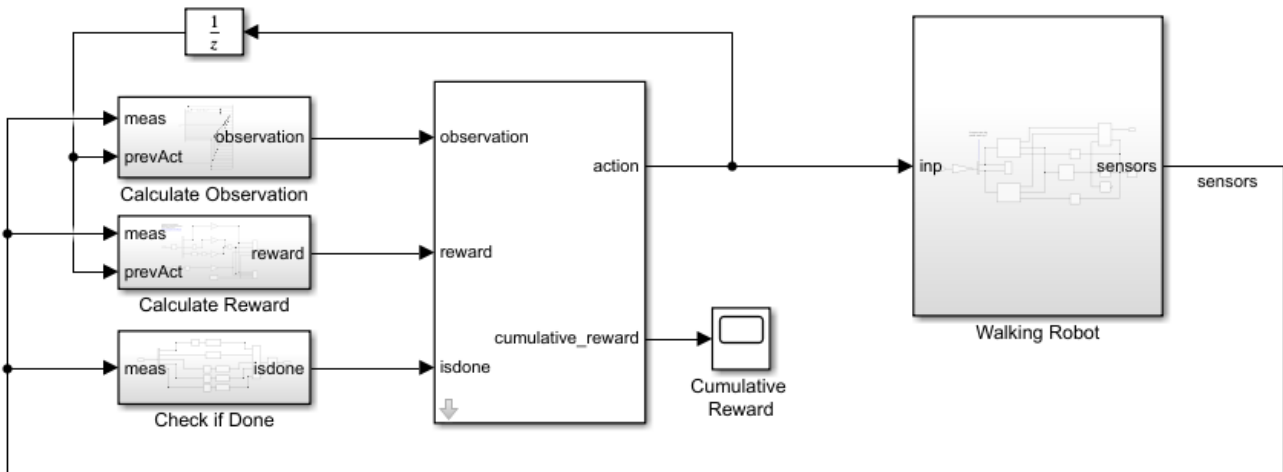 1
z
meas
prevAct
observation
Calculate Observation
meas
prevAct
reward
Calculate Reward
meas
isdone
Check if Done
observation
reward
isdone
action
cumulative_reward
Cumulative
Reward
inp
sensors
Walking Robot
sensors